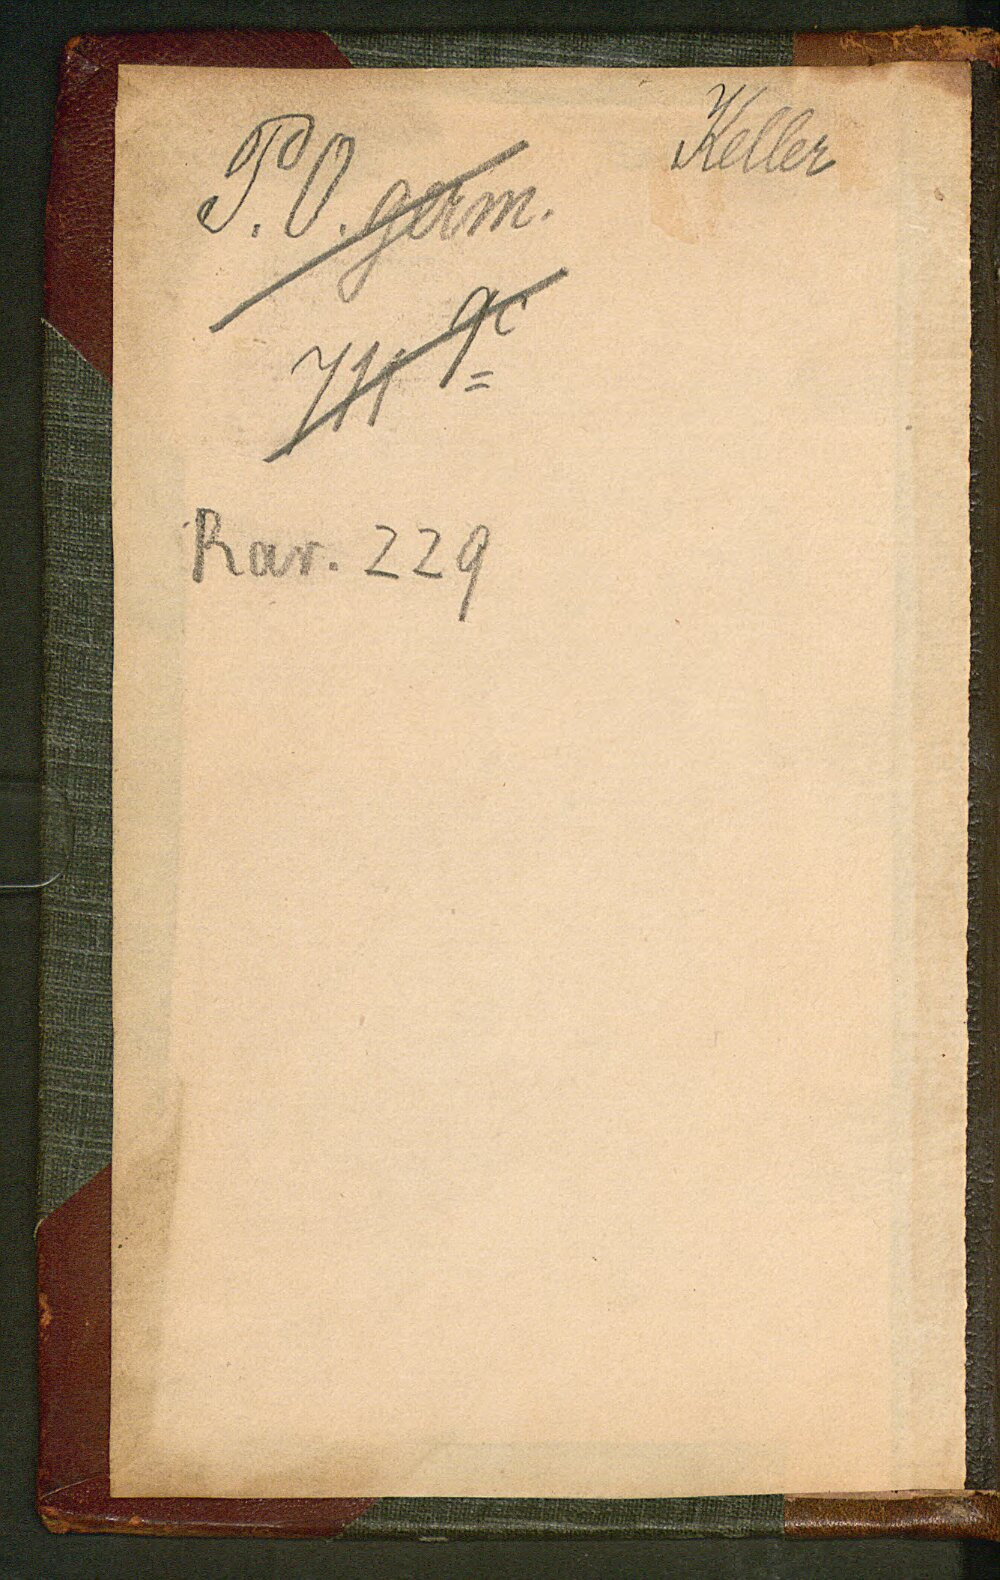 Keller
P. O. germ.
Rar. 229